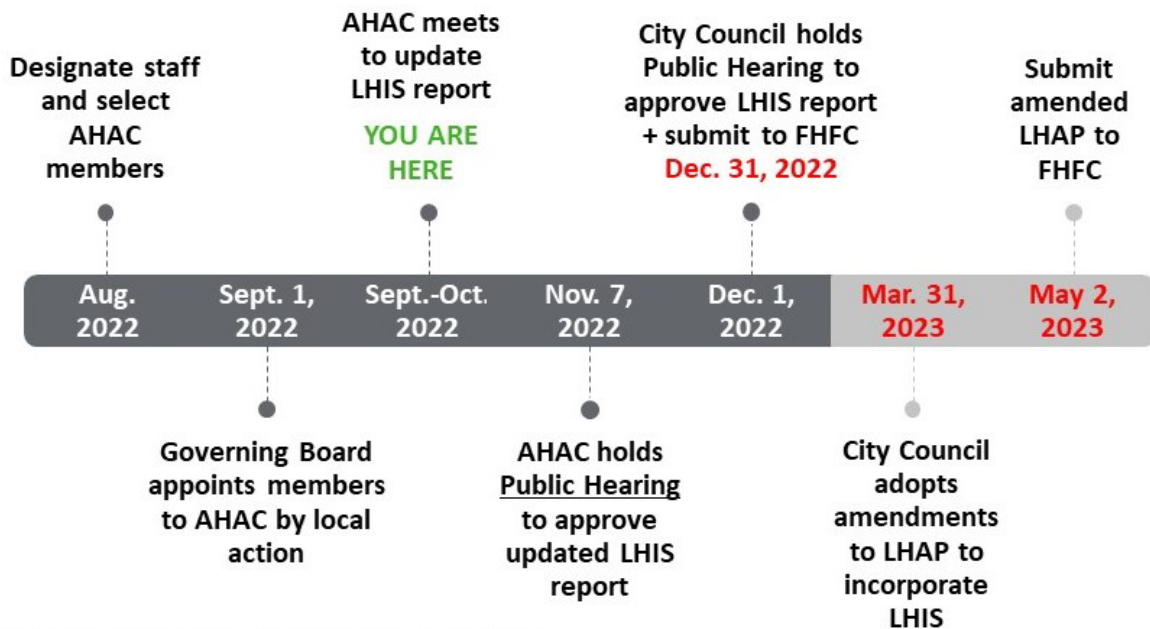 Designate staff
and select
AHAC
members
AHAC meets
to update
LHIS report
YOU ARE
HERE
City Council holds
Public Hearing to
approve LHIS report
+ submit to FHFC
Dec. 31, 2022
Submit
amended
LHAP to
FHFC
Aug.
2022
Sept. 1,
2022
Sept.-Oct.
2022
Nov. 7,
2022
Dec. 1,
2022
Mar. 31,
2023
May 2,
2023
Governing Board
appoints members
to AHAC by local
action
AHAC holds
Public Hearing
to approve
updated LHIS
report
City Council
adopts
amendments
to LHAP to
incorporate
LHIS